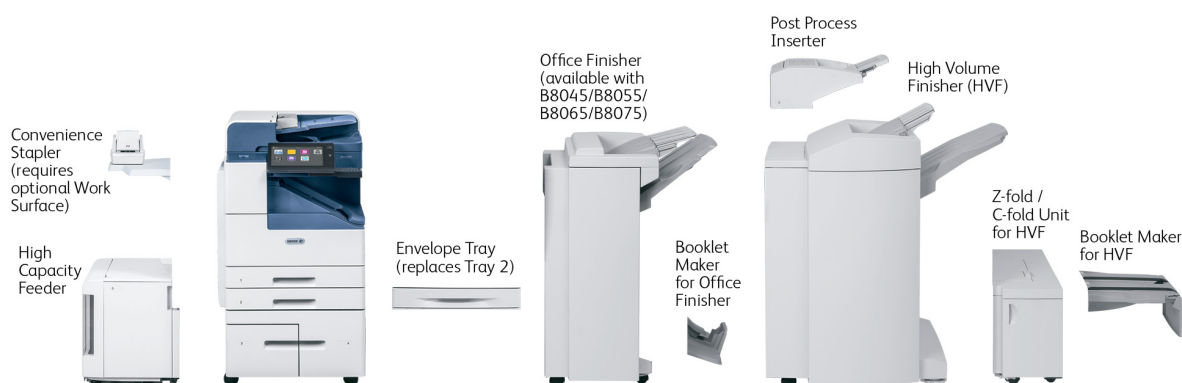 Convenience
Stapler
(requires
optional Work
Surface)
High
Capacity
Feeder
xerox
Envelope Tray
(replaces Tray 2)
Office Finisher
(available with
B8045/B8055/
B8065/B8075)
Booklet
Maker
for Office
Finisher
Post Process
Inserter
High Volume
Finisher (HVF)
Z-fold /
C-fold Unit
for HVF
Booklet Maker
for HVF